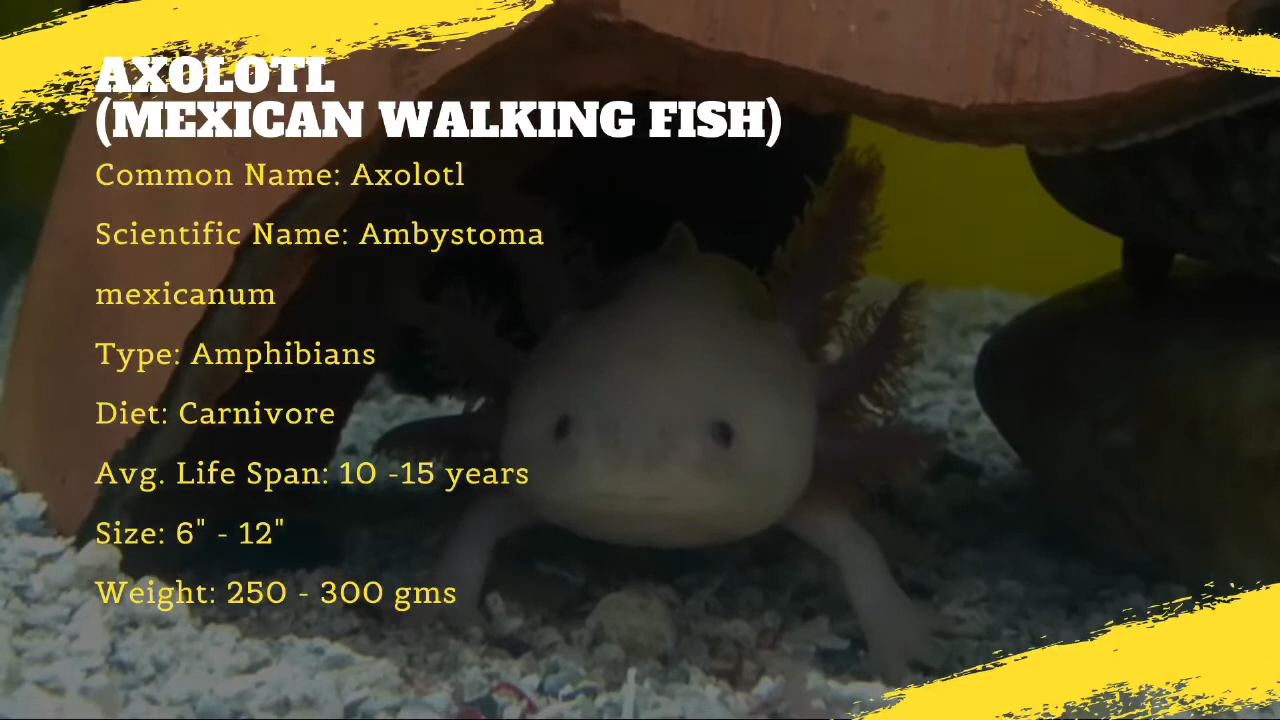 AXOLOTL
(MEXICAN WALKING FISH)
Common Name: Axolotl
Scientific Name: Ambystoma
mexicanum
Type: Amphibians
Diet: Carnivore
Avg. Life Span: 10 -15 years
Size: 6" - 12"
Weight: 250 - 300 gms